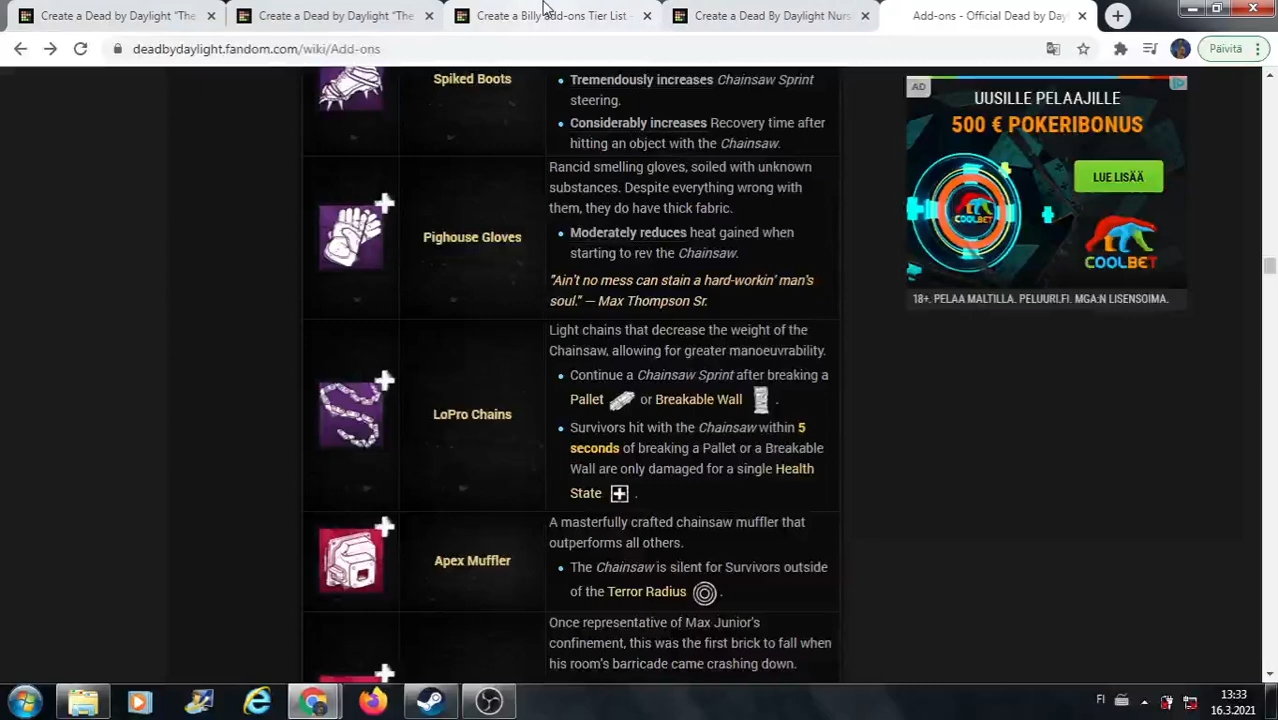 Create a Dead by Daylight "The
Create a Dead by Daylight "The
Create a Billy add-ons Tier List -
Create a Dead By Daylight Nurs
Add-ons - Official Dead by Day
deadbydaylight.fandom.com/wiki/Add-ons
Päivitä
Spiked Boots
Tremendously increases Chainsaw Sprint
steering.
Considerably increases Recovery time after
hitting an object with the Chainsaw.
Pighouse Gloves
Rancid smelling gloves, soiled with unknown
substances. Despite everything wrong with
them, they do have thick fabric.
Moderately reduces heat gained when
starting to rev the Chainsaw.
"Ain't no mess can stain a hard-workin' man's
soul." — Max Thompson Sr.
LoPro Chains
Light chains that decrease the weight of the
Chainsaw, allowing for greater manoeuvrability.
Continue a Chainsaw Sprint after breaking a
Pallet or Breakable Wall .
Survivors hit with the Chainsaw within 5
seconds of breaking a Pallet or a Breakable
Wall are only damaged for a single Health
State .
Apex Muffler
A masterfully crafted chainsaw muffler that
outperforms all others.
The Chainsaw is silent for Survivors outside
of the Terror Radius .
Once representative of Max Junior's
confinement, this was the first brick to fall when
his room's barricade came crashing down.
AD
UUSILLE PELAAJILLE
500 € POKERIBONUS
LUE LISÄÄ
COOLBET
COOLBET
18+. PELAA MALTILLA. PELUURI.FI. MGA:N LISENSOIMA.
FI
13:33
16.3.2021